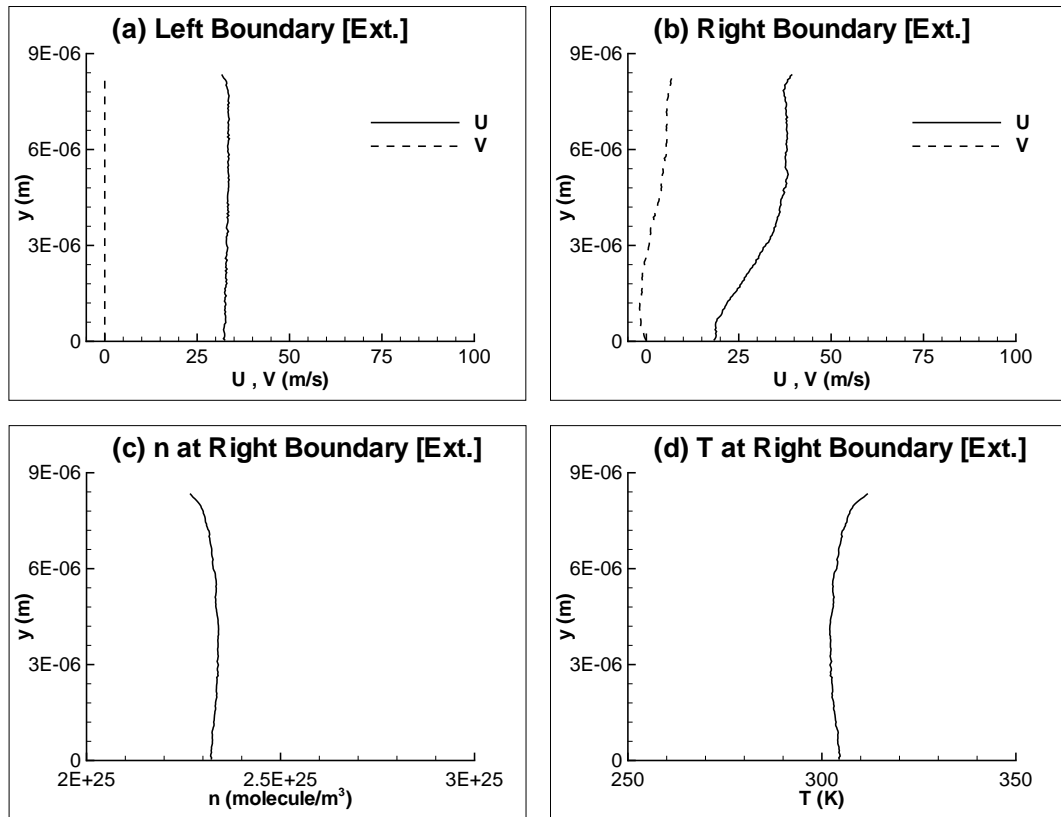 (a) Left Boundary [Ext.]
9E-06
6E-06
3E-06
0
y (m)
U
V
0 25 50 75 100
U , V (m/s)
(b) Right Boundary [Ext.]
9E-06
6E-06
3E-06
0
y (m)
U
V
0 25 50 75 100
U , V (m/s)
(c) n at Right Boundary [Ext.]
9E-06
6E-06
3E-06
0
y (m)
2E+25 2.5E+25 3E+25
n (molecule/m³)
(d) T at Right Boundary [Ext.]
9E-06
6E-06
3E-06
0
y (m)
250 300 350
T (K)